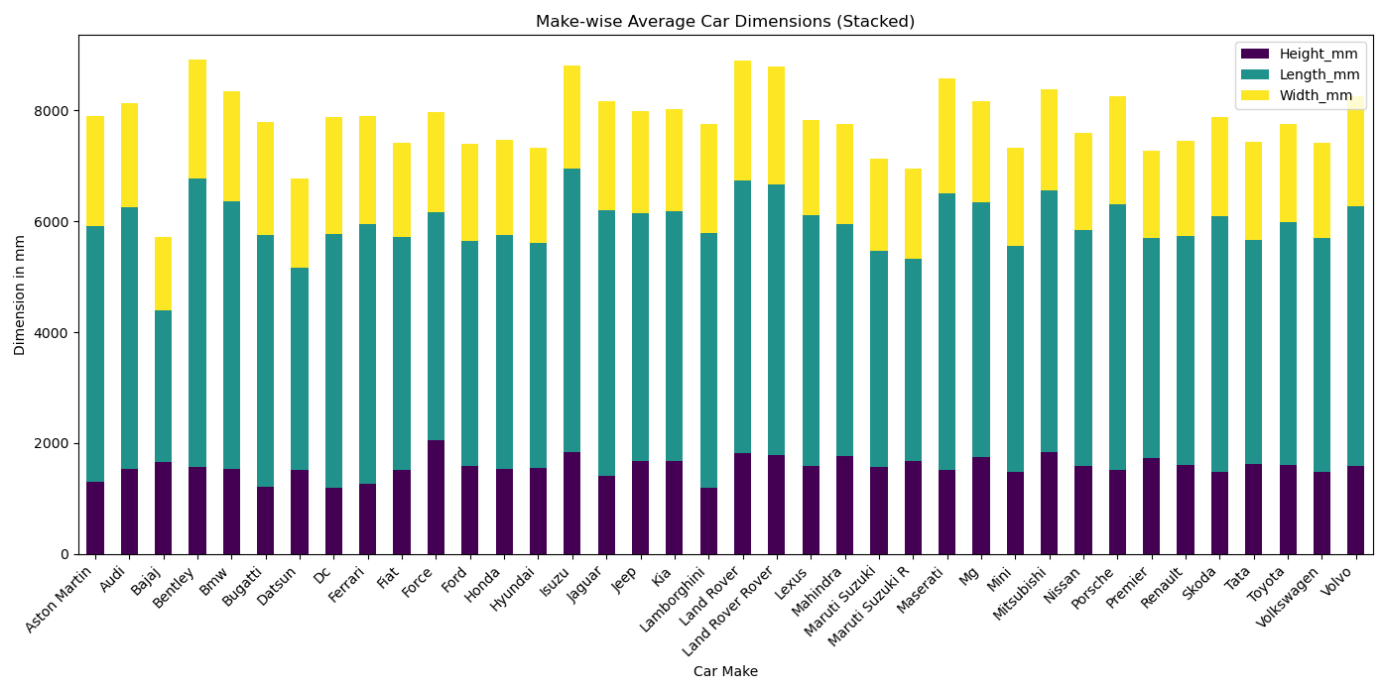 Make-wise Average Car Dimensions (Stacked)
Height_mm
Length_mm
Width_mm
Dimension in mm
8000
6000
4000
2000
0
Aston Martin
Audi
Bajaj
Bentley
Bmw
Bugatti
Datsun
Dc
Ferrari
Fiat
Force
Ford
Honda
Hyundai
Isuzu
Jaguar
Jeep
Kia
Lamborghini
Land Rover
Land Rover Rover
Lexus
Mahindra
Maruti Suzuki
Maruti Suzuki R
Maserati
Mg
Mini
Mitsubishi
Nissan
Porsche
Premier
Renault
Skoda
Tata
Toyota
Volkswagen
Volvo
Car Make